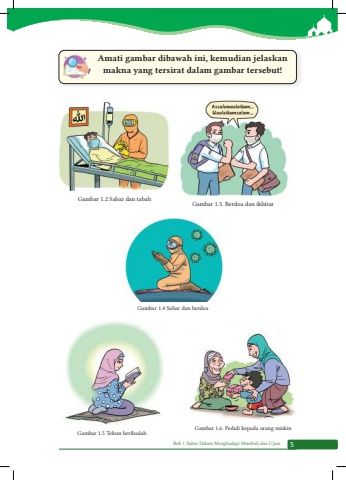 Amati gambar dibawah ini, kemudian jelaskan
makna yang tersirat dalam gambar tersebut!
الله
Assalamualaikum...
Waalaikumsalam...
Gambar 1.2 Sabar dan tabah
Gambar 1.3. Berdoa dan ikhtiar
Gambar 1.4 Sabar dan berdoa
Gambar 1.5 Tekun beribadah
Gambar 1.6. Peduli kepada orang miskin
Bab 1 Sabar Dalam Menghadapi Musibah dan Ujian
5